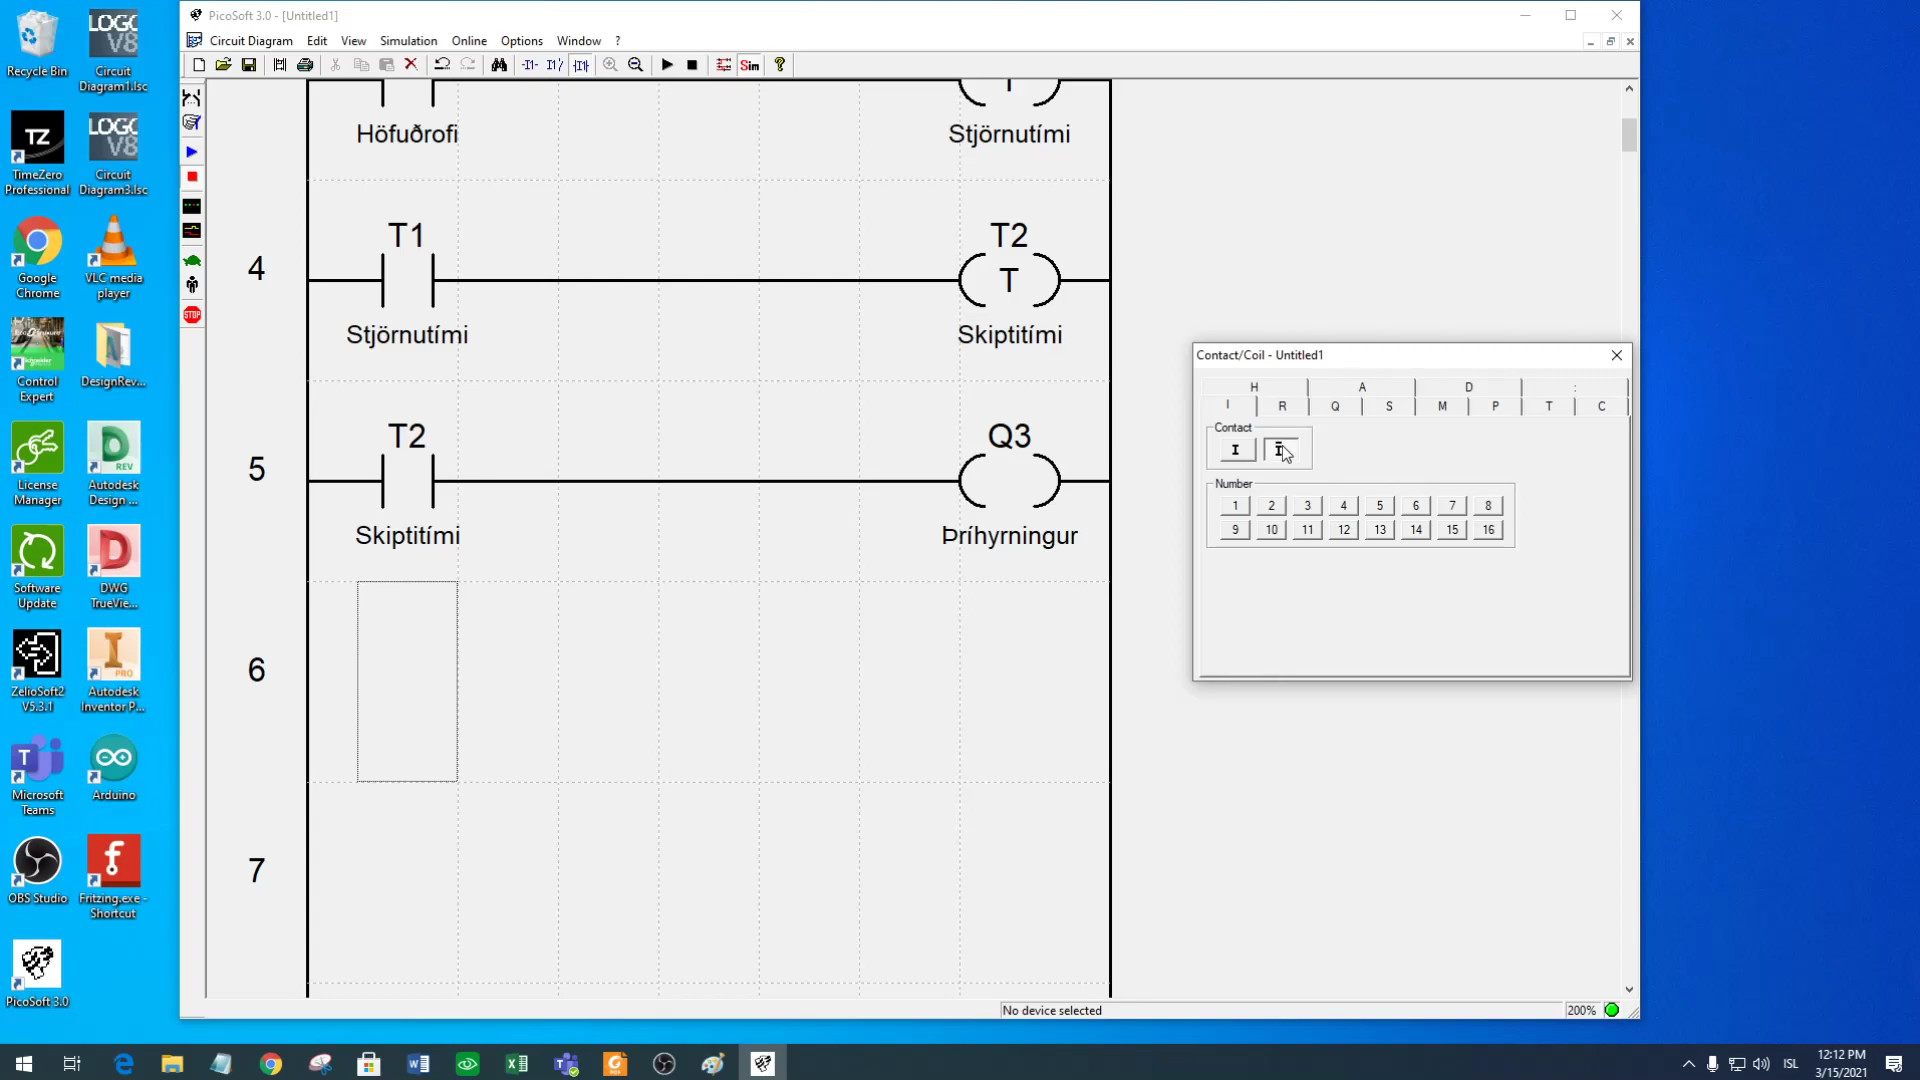 PicoSoft 3.0 - [Untitled1]
Circuit Diagram Edit View Simulation Online Options Window ?
Sim
STOP
Recycle Bin
LOGO V8
Circuit Diagram1.lsc
TZ
TimeZero Professional
LOGO V8
Circuit Diagram3.lsc
Google Chrome
VLC media player
Control Expert
DesignRev...
License Manager
REV
Autodesk Design ...
Software Update
DWG TrueVie...
ZelioSoft2 V5.3.1
PRO
Autodesk Inventor P...
Microsoft Teams
Arduino
OBS Studio
Fritzing.exe - Shortcut
PicoSoft 3.0
T
Höfuðrofi
Stjörnutími
4
T1
T2
T
Stjörnutími
Skiptitími
5
T2
Q3
Skiptitími
Þríhyrningur
6
7
Contact/Coil - Untitled1
H A D :
I R Q S M P T C
Contact
I
I
Number
1 2 3 4 5 6 7 8
9 10 11 12 13 14 15 16
No device selected
200%
ISL
12:12 PM
3/15/2021